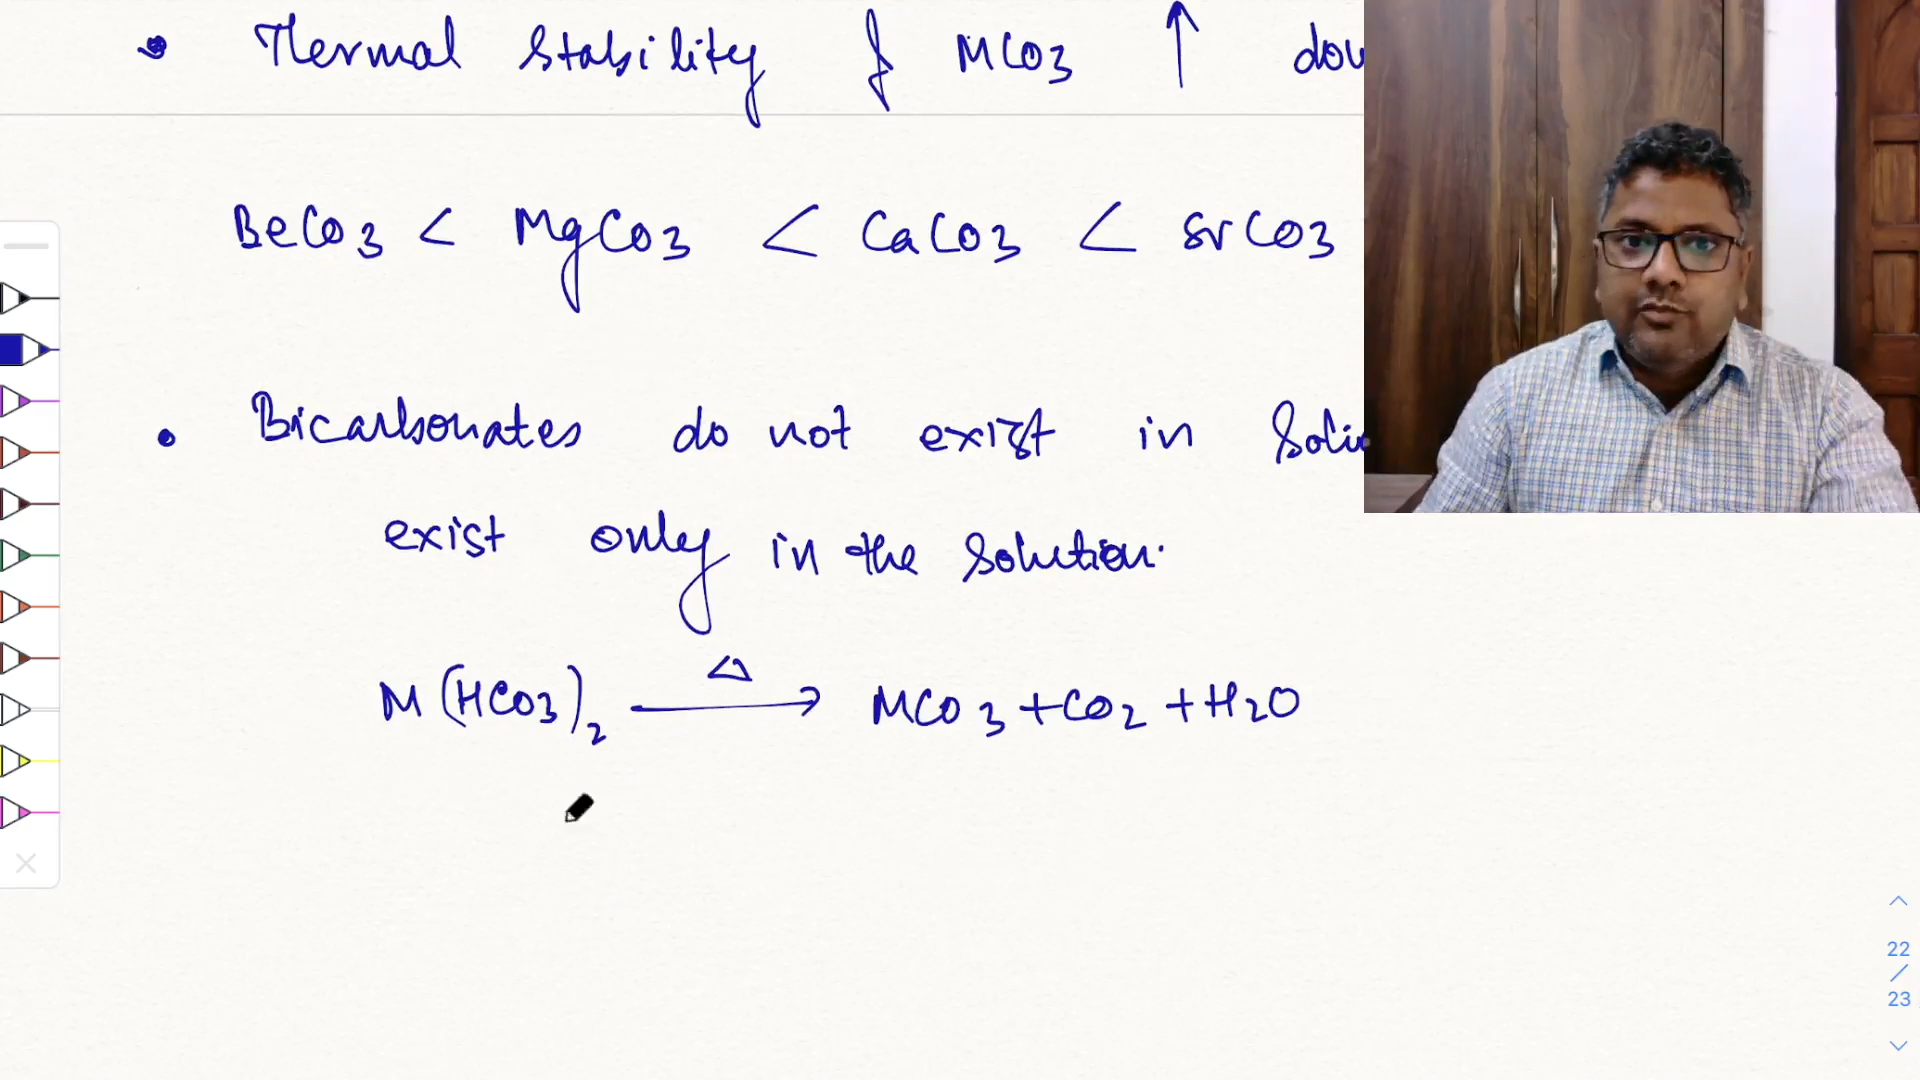 • Thermal stability of MCO3 ↑ dow
BeCO3 < MgCO3 < CaCO3 < SrCO3
• Bicarbonates do not exist in Solid
exist only in the solution.
M(HCO3)2 —Δ→ MCO3 + CO2 + H2O
22
/
23